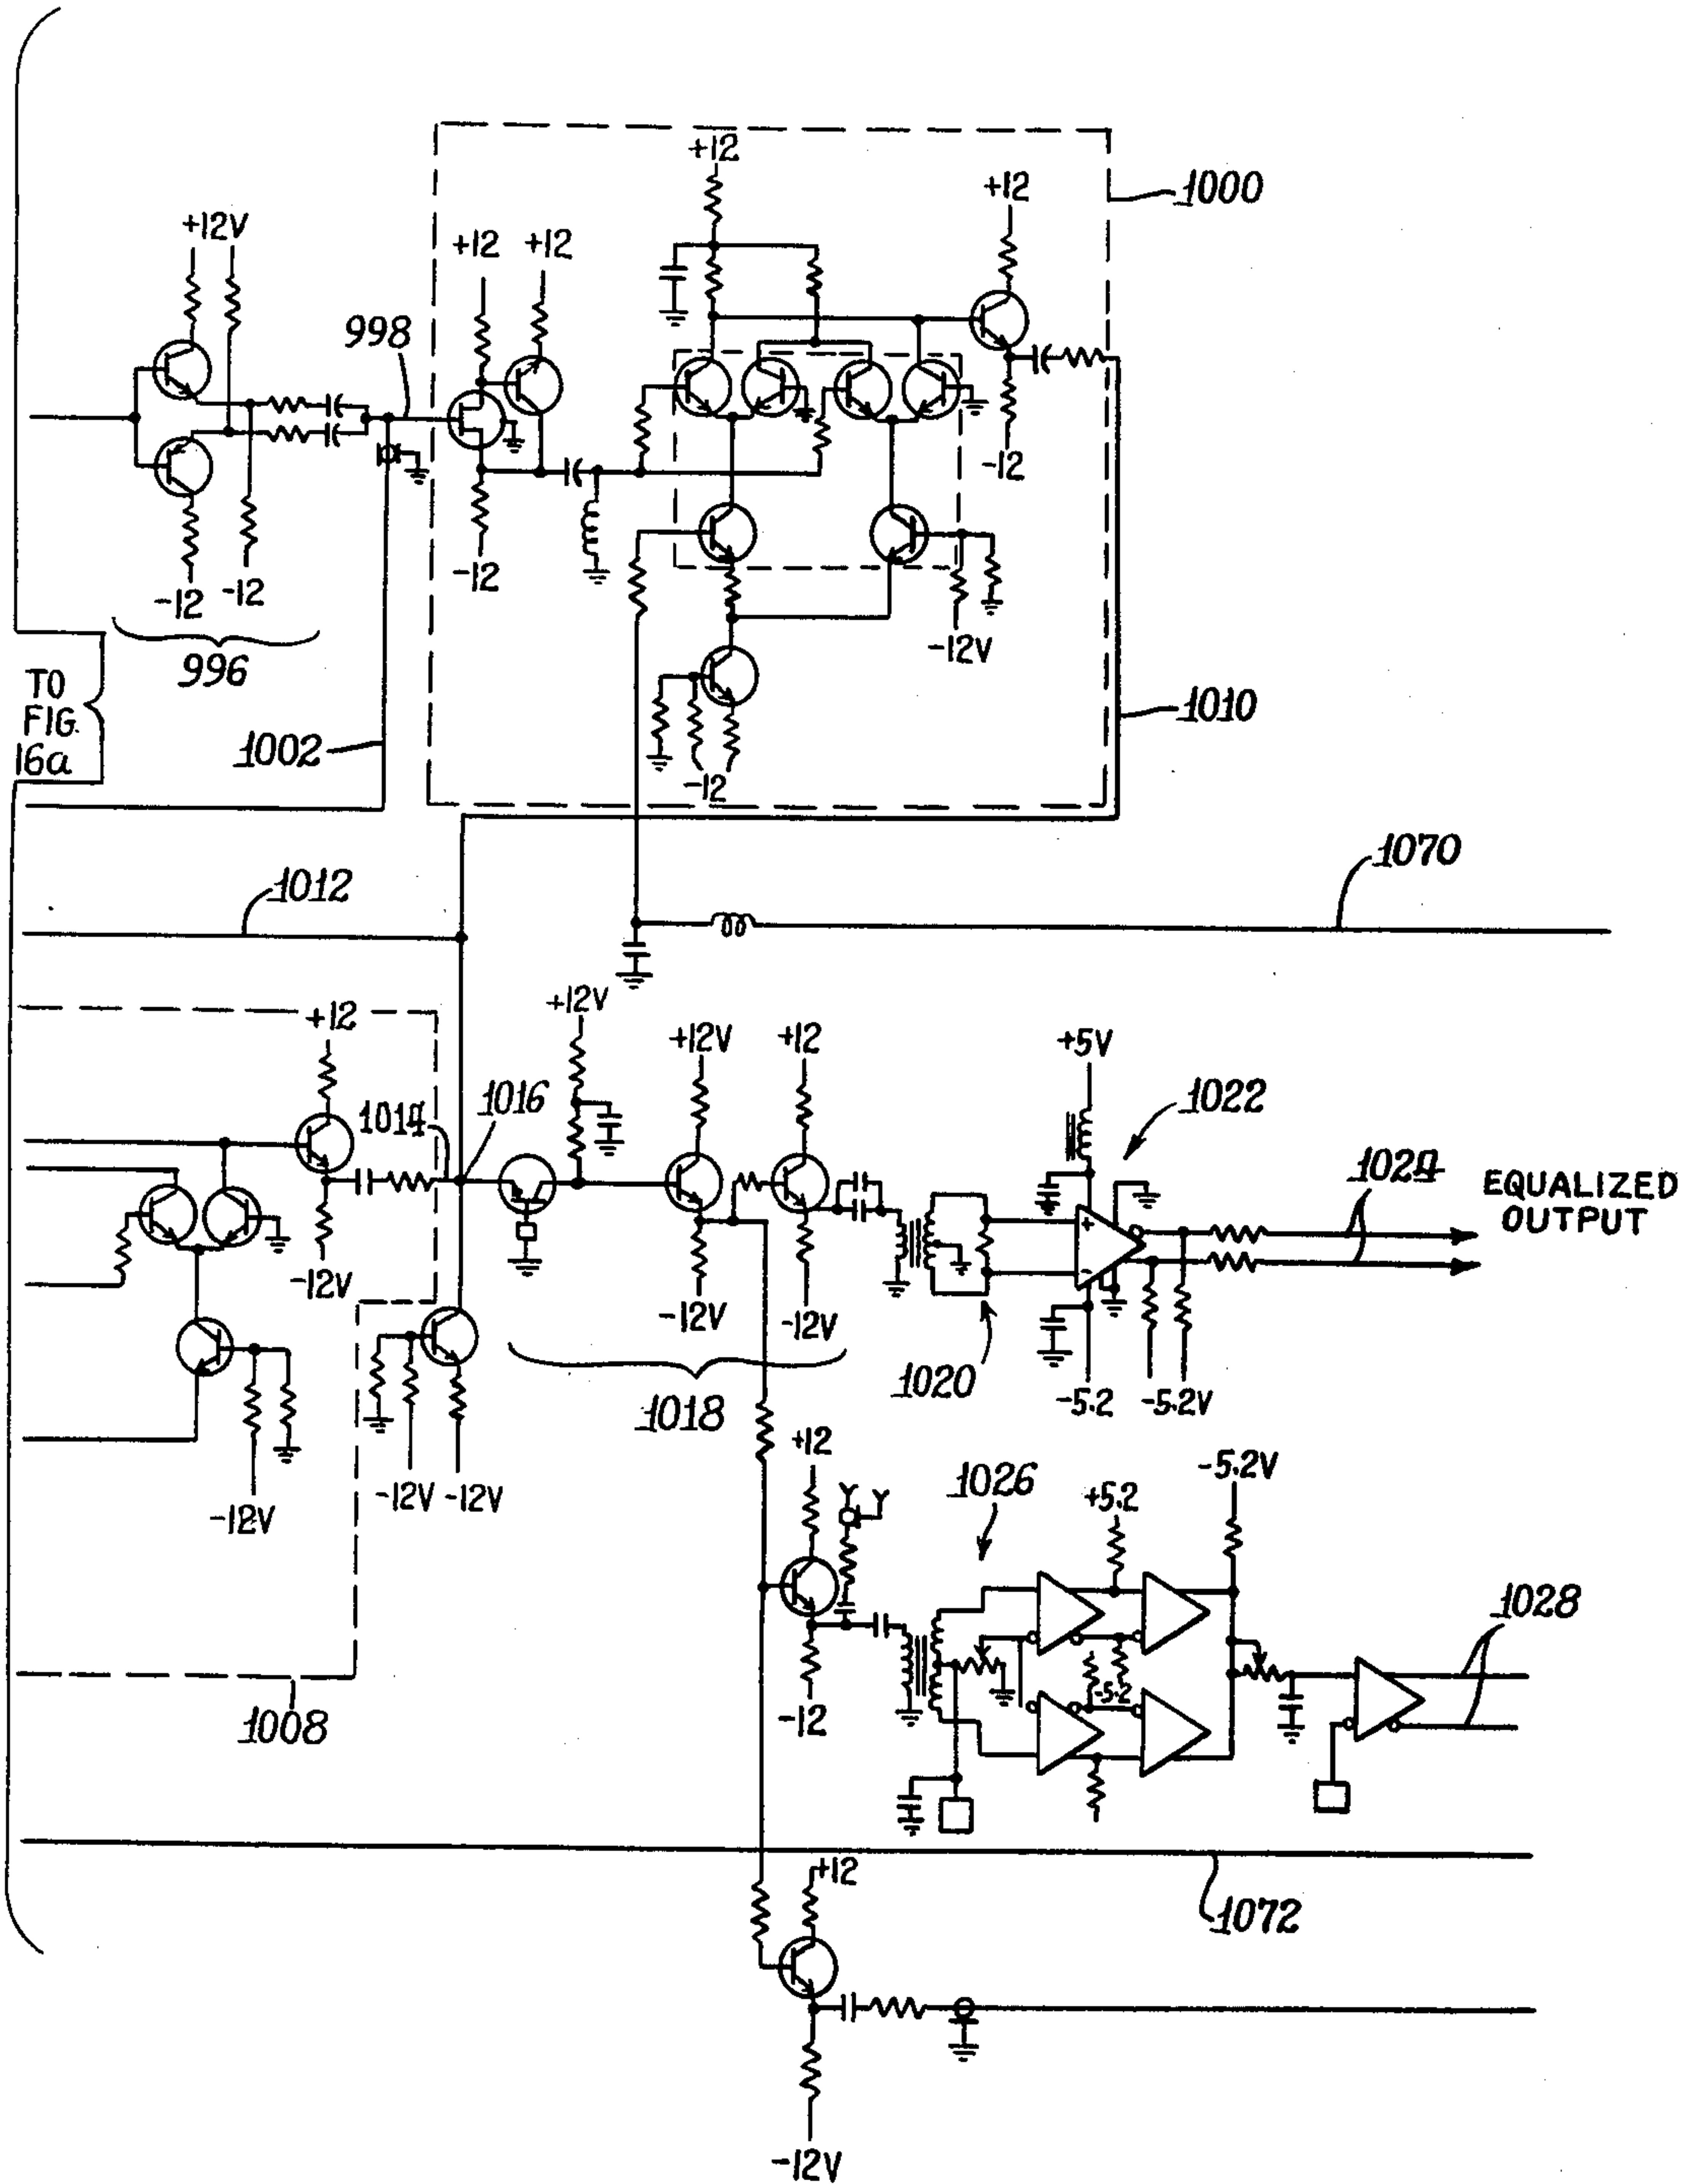 +12
1000
+12
+12V
+12 +12
998
-12
-12
-12 -12
-12V
996
TO
FIG.
16a
1010
1002
-12
1070
1012
+12V
+12
+12V
+12
+5V
1014
1016
1022
1024
EQUALIZED
OUTPUT
-12V
-12V
-12V
1020
-5.2 -5.2V
1018
+12
-5.2V
1026
+5.2
-12V -12V
-12V
Y Y
1028
-5.2
-12
1008
+12
1072
-12V